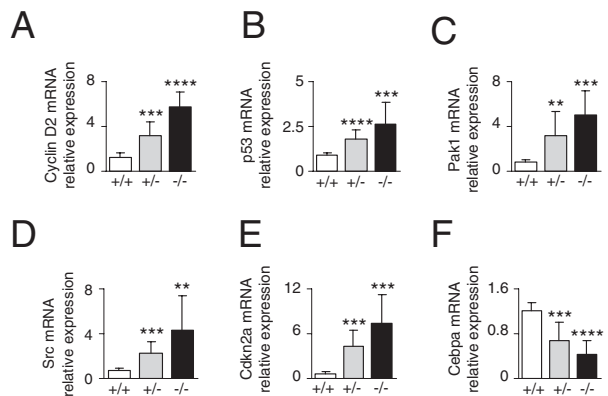 A
Cyclin D2 mRNA
relative expression
8
4
0
***
****
+/+ +/- -/-
B
p53 mRNA
relative expression
5
2.5
0
****
***
+/+ +/- -/-
C
Pak1 mRNA
relative expression
8
4
0
**
***
+/+ +/- -/-
D
Src mRNA
relative expression
8
4
0
***
**
+/+ +/- -/-
E
Cdkn2a mRNA
relative expression
12
6
0
***
***
+/+ +/- -/-
F
Cebpa mRNA
relative expression
1.6
0.8
0
***
****
+/+ +/- -/-